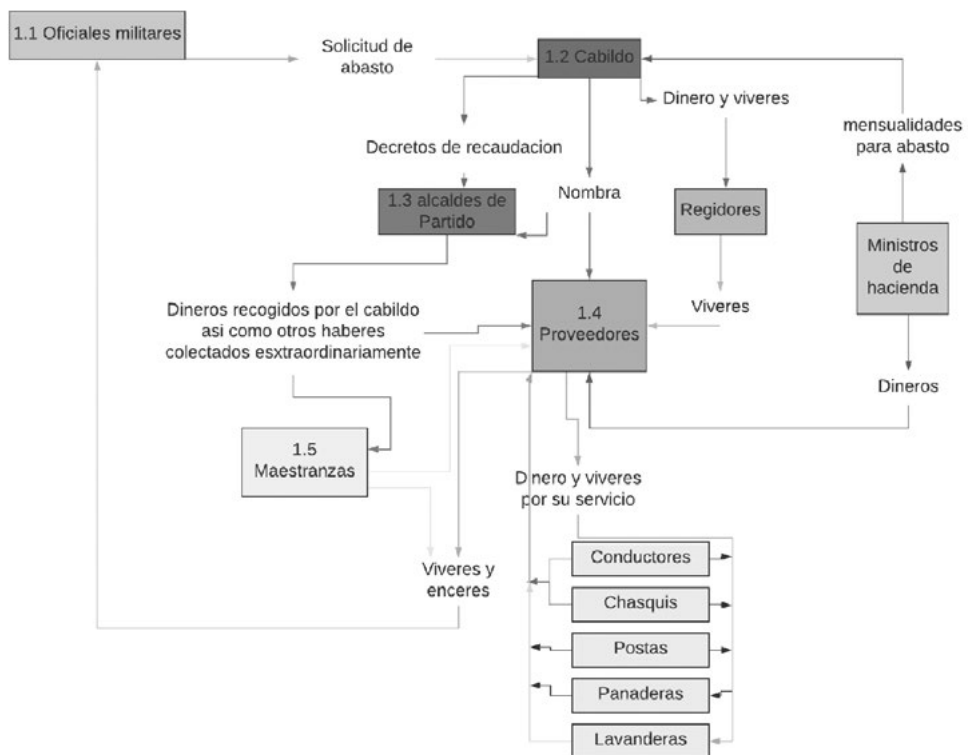 1.1 Oficiales militares
Solicitud de
abasto
1.2 Cabildo
Dinero y viveres
mensualidades
para abasto
Decretos de recaudacion
Nombra
1.3 alcaldes de
Partido
Regidores
Ministros
de
hacienda
Dineros recogidos por el cabildo
asi como otros haberes
colectados esxtraordinariamente
1.4
Proveedores
Viveres
Dineros
1.5
Maestranzas
Dinero y viveres
por su servicio
Viveres y
enceres
Conductores
Chasquis
Postas
Panaderas
Lavanderas